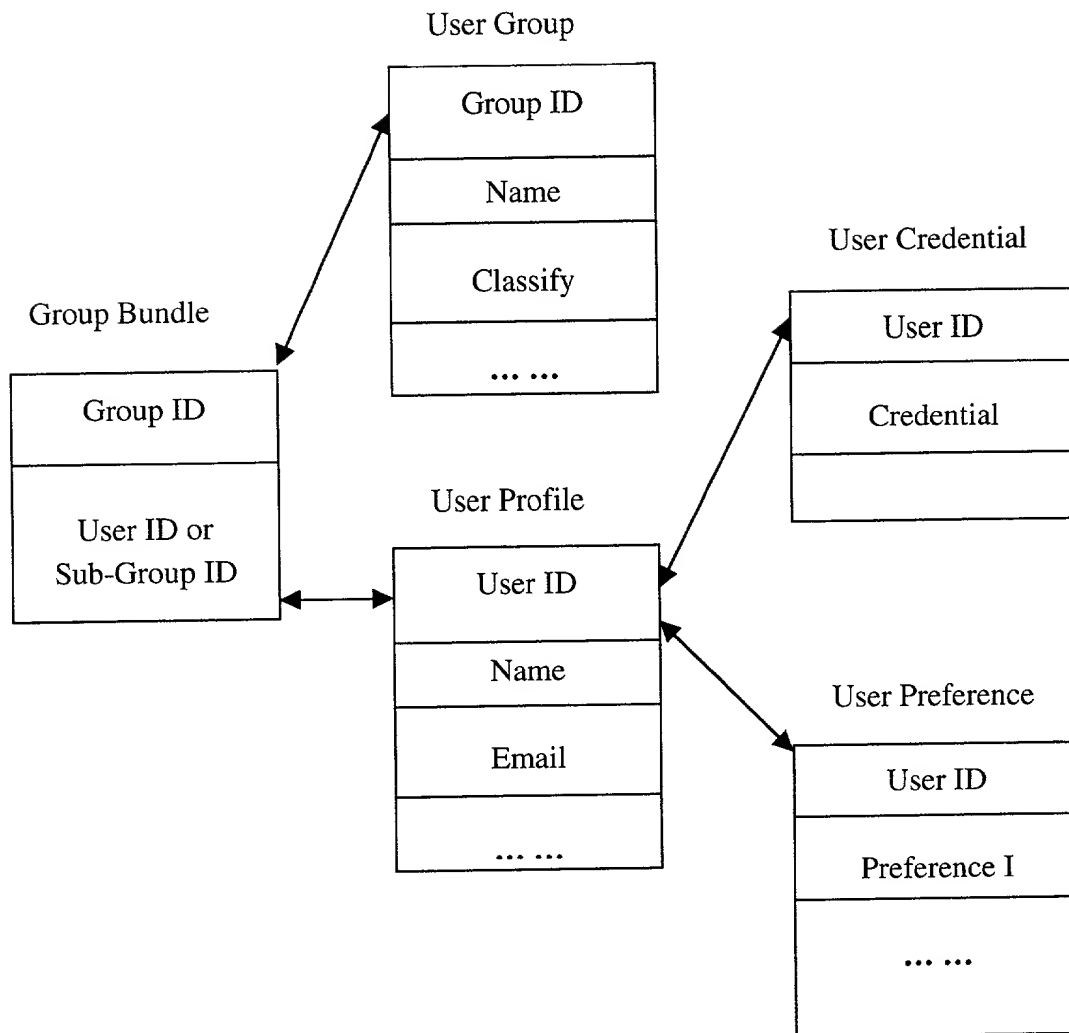 User Group
Group ID
Name
Classify
... ...
Group Bundle
Group ID
User ID or
Sub-Group ID
User Profile
User ID
Name
Email
... ...
User Credential
User ID
Credential
User Preference
User ID
Preference I
... ...